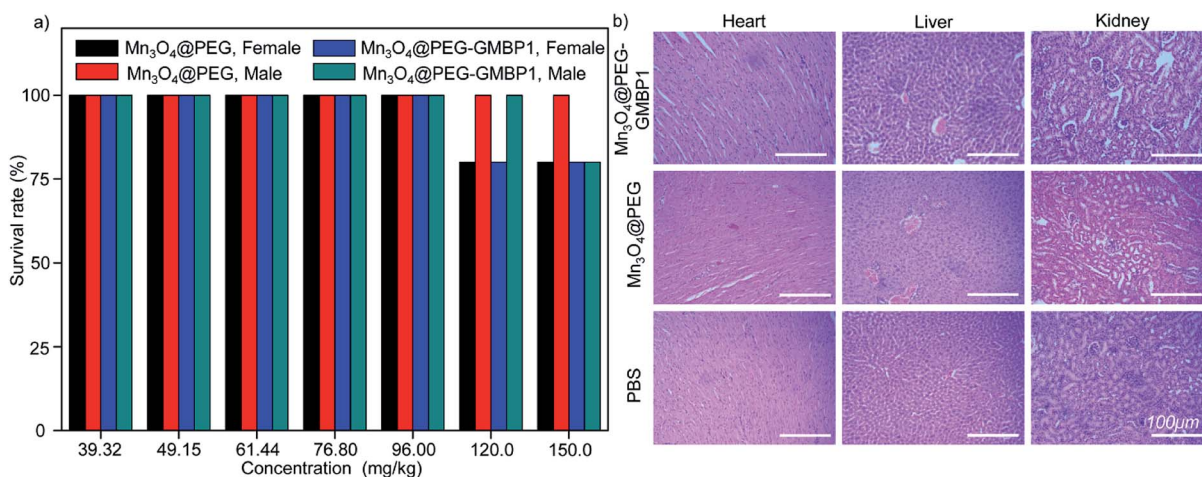 a)
Mn₃O₄@PEG, Female
Mn₃O₄@PEG-GMBP1, Female
Mn₃O₄@PEG, Male
Mn₃O₄@PEG-GMBP1, Male
100
75
50
25
0
Survival rate (%)
39.32 49.15 61.44 76.80 96.00 120.0 150.0
Concentration (mg/kg)
b)
Heart Liver Kidney
Mn₃O₄@PEG-
GMBP1
Mn₃O₄@PEG
PBS
100μm